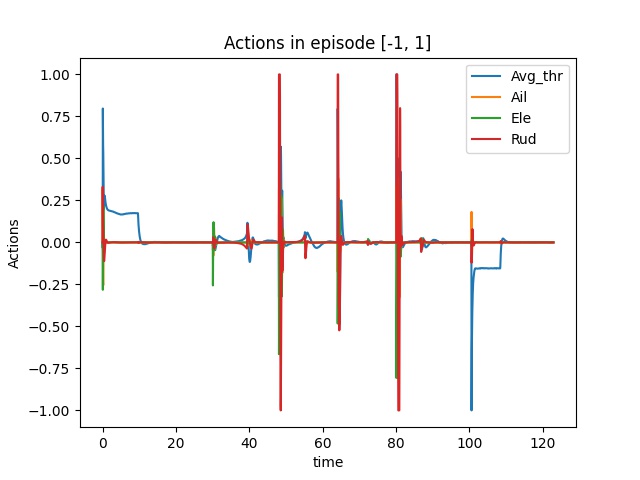 Actions in episode [-1, 1]
Avg_thr
Ail
Ele
Rud
1.00
0.75
0.50
0.25
0.00
−0.25
−0.50
−0.75
−1.00
Actions
0 20 40 60 80 100 120
time